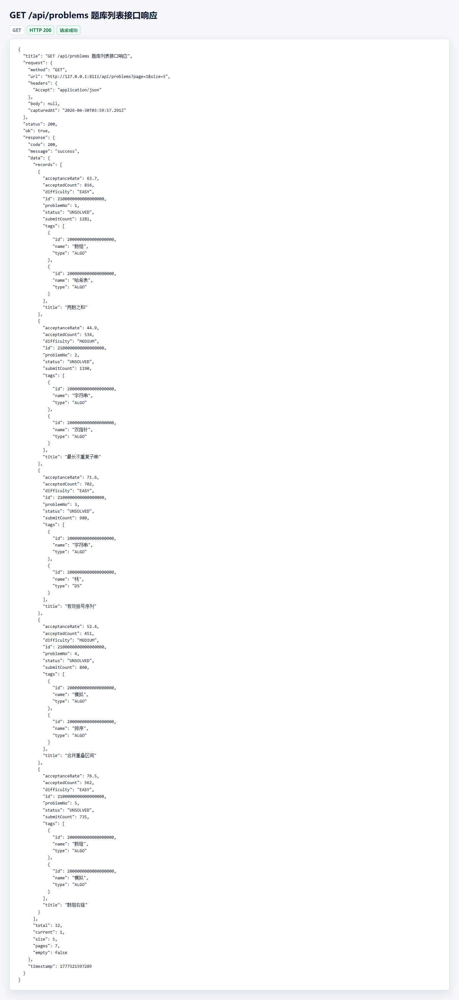 GET /api/problems 题库列表接口响应
GET HTTP 200 请求成功
{
  "title": "GET /api/problems 题库列表接口响应",
  "request": {
    "method": "GET",
    "url": "http://127.0.0.1:8111/api/problems?page=1&size=5",
    "headers": {
      "Accept": "application/json"
    },
    "body": null,
    "capturedAt": "2026-04-30T03:59:57.291Z"
  },
  "status": 200,
  "ok": true,
  "response": {
    "code": 200,
    "message": "success",
    "data": {
      "records": [
        {
          "acceptanceRate": 63.7,
          "acceptedCount": 816,
          "difficulty": "EASY",
          "id": 2100000000000000000,
          "problemNo": 1,
          "status": "UNSOLVED",
          "submitCount": 1281,
          "tags": [
            {
              "id": 2000000000000000000,
              "name": "数组",
              "type": "ALGO"
            },
            {
              "id": 2000000000000000000,
              "name": "哈希表",
              "type": "ALGO"
            }
          ],
          "title": "两数之和"
        },
        {
          "acceptanceRate": 44.9,
          "acceptedCount": 534,
          "difficulty": "MEDIUM",
          "id": 2100000000000000000,
          "problemNo": 2,
          "status": "UNSOLVED",
          "submitCount": 1190,
          "tags": [
            {
              "id": 2000000000000000000,
              "name": "字符串",
              "type": "ALGO"
            },
            {
              "id": 2000000000000000000,
              "name": "双指针",
              "type": "ALGO"
            }
          ],
          "title": "最长不重复子串"
        },
        {
          "acceptanceRate": 71.6,
          "acceptedCount": 702,
          "difficulty": "EASY",
          "id": 2100000000000000000,
          "problemNo": 3,
          "status": "UNSOLVED",
          "submitCount": 980,
          "tags": [
            {
              "id": 2000000000000000000,
              "name": "字符串",
              "type": "ALGO"
            },
            {
              "id": 2000000000000000000,
              "name": "栈",
              "type": "DS"
            }
          ],
          "title": "有效括号序列"
        },
        {
          "acceptanceRate": 52.4,
          "acceptedCount": 451,
          "difficulty": "MEDIUM",
          "id": 2100000000000000000,
          "problemNo": 4,
          "status": "UNSOLVED",
          "submitCount": 860,
          "tags": [
            {
              "id": 2000000000000000000,
              "name": "模拟",
              "type": "ALGO"
            },
            {
              "id": 2000000000000000000,
              "name": "排序",
              "type": "ALGO"
            }
          ],
          "title": "合并重叠区间"
        },
        {
          "acceptanceRate": 76.5,
          "acceptedCount": 562,
          "difficulty": "EASY",
          "id": 2100000000000000000,
          "problemNo": 5,
          "status": "UNSOLVED",
          "submitCount": 735,
          "tags": [
            {
              "id": 2000000000000000000,
              "name": "数组",
              "type": "ALGO"
            },
            {
              "id": 2000000000000000000,
              "name": "模拟",
              "type": "ALGO"
            }
          ],
          "title": "数组右旋"
        }
      ],
      "total": 32,
      "current": 1,
      "size": 5,
      "pages": 7,
      "empty": false
    },
    "timestamp": 1777521597289
  }
}